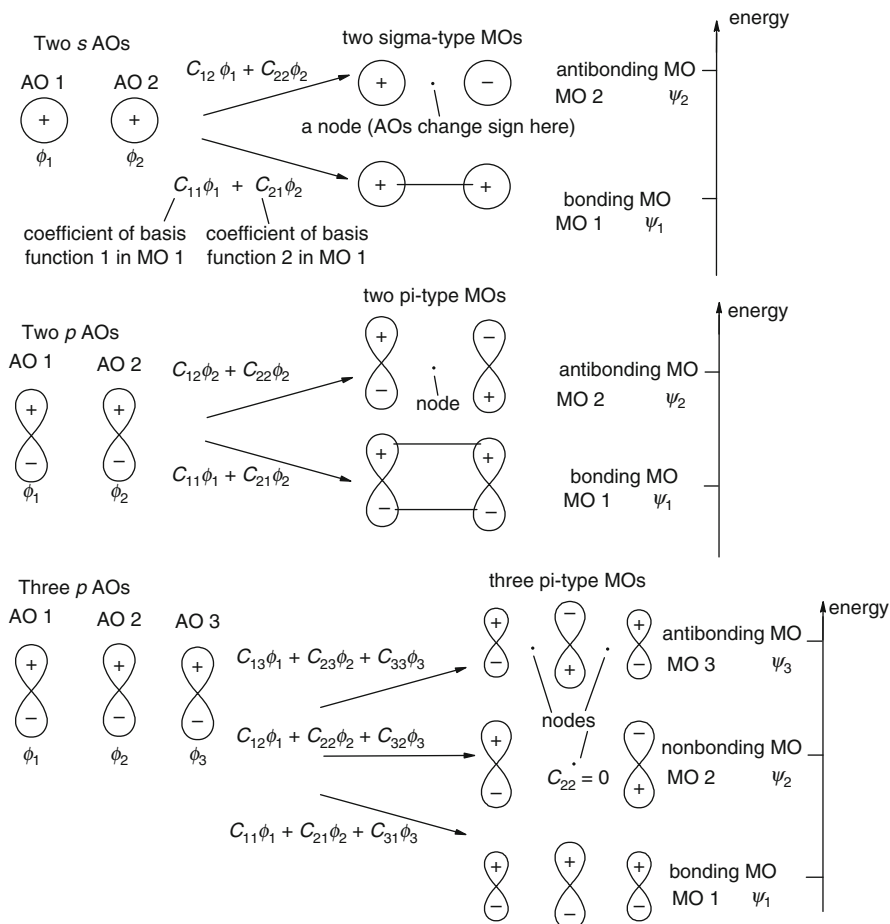 energy
Two s AOs
two sigma-type MOs
AO 1 AO 2
C₁₂ϕ₁ + C₂₂ϕ₂
+ −
antibonding MO
MO 2 ψ₂
+ +
ϕ₁ ϕ₂
a node (AOs change sign here)
+ +
C₁₁ϕ₁ + C₂₁ϕ₂
bonding MO
MO 1 ψ₁
coefficient of basis coefficient of basis
function 1 in MO 1 function 2 in MO 1
energy
two pi-type MOs
Two p AOs
AO 1 AO 2
+ −
C₁₂ϕ₂ + C₂₂ϕ₂
antibonding MO
− +
node
MO 2 ψ₂
+ +
− −
ϕ₁ ϕ₂
+ +
C₁₁ϕ₁ + C₂₁ϕ₂
bonding MO
MO 1 ψ₁
− −
three pi-type MOs
Three p AOs
energy
AO 1 AO 2 AO 3
+ − +
antibonding MO
C₁₃ϕ₁ + C₂₃ϕ₂ + C₃₃ϕ₃
− + −
MO 3 ψ₃
+ + +
− − −
nodes
C₁₂ϕ₁ + C₂₂ϕ₂ + C₃₂ϕ₃
+ −
nonbonding MO
ϕ₁ ϕ₂ ϕ₃
C₂₂ = 0
MO 2 ψ₂
− +
C₁₁ϕ₁ + C₂₁ϕ₂ + C₃₁ϕ₃
+ + +
bonding MO
MO 1 ψ₁
− − −